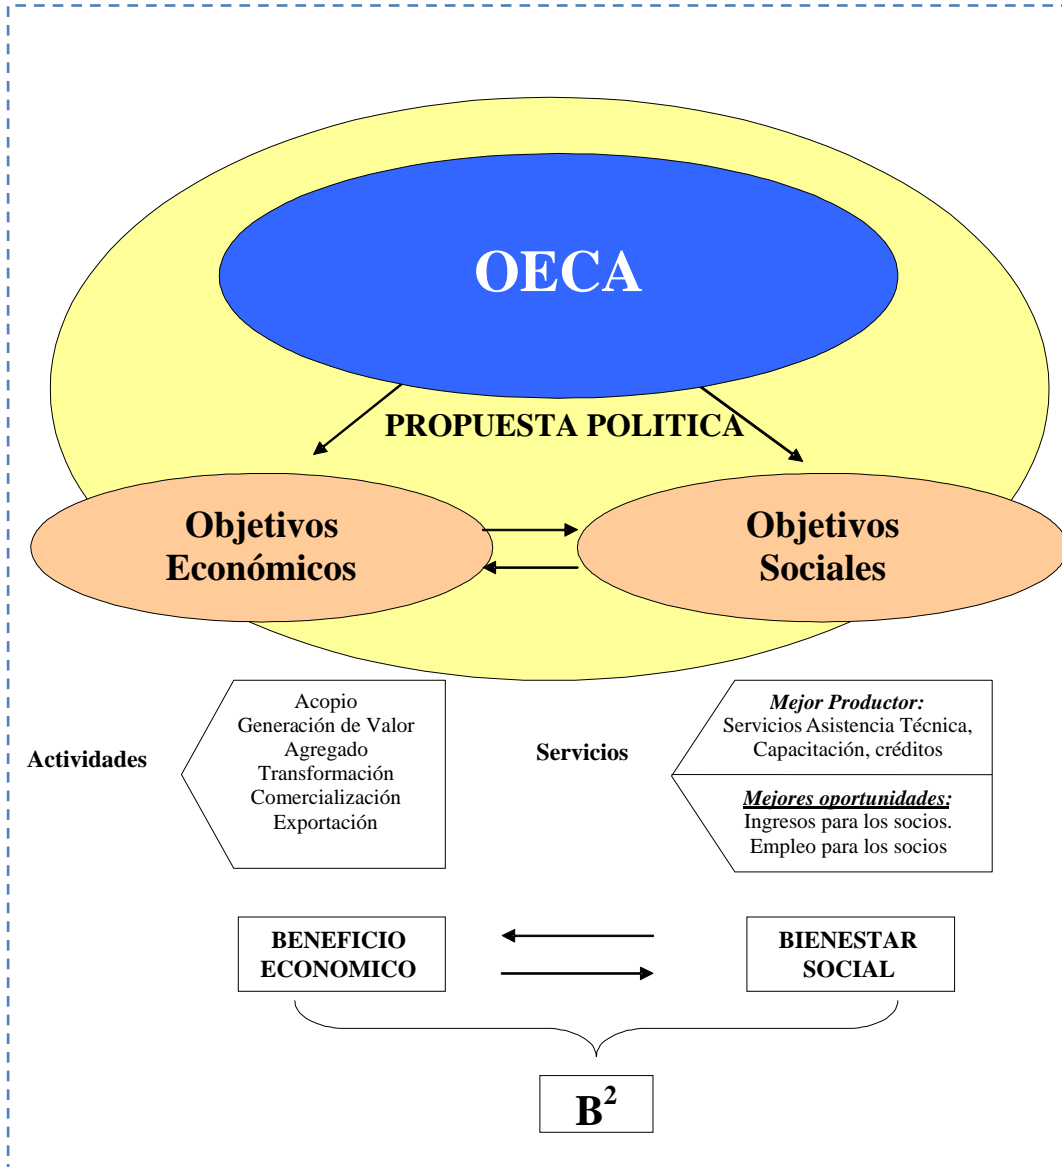 OECA
PROPUESTA POLITICA
Objetivos
Económicos
Objetivos
Sociales
Actividades
Acopio
Generación de Valor
Agregado
Transformación
Comercialización
Exportación
Servicios
Mejor Productor:
Servicios Asistencia Técnica,
Capacitación, créditos
Mejores oportunidades:
Ingresos para los socios.
Empleo para los socios
BENEFICIO
ECONOMICO
BIENESTAR
SOCIAL
B²